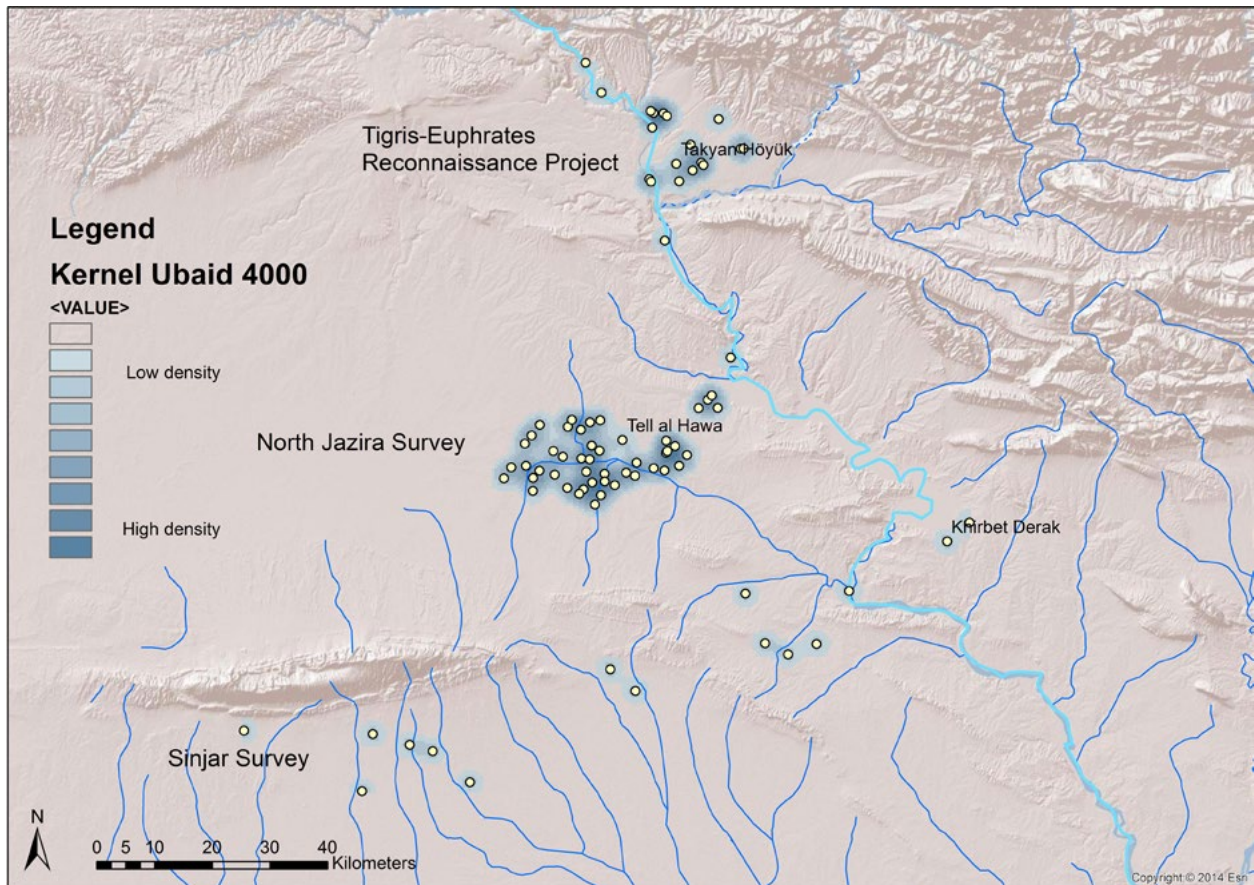 Tigris-Euphrates
Reconnaissance Project
Takyan Höyük
Legend
Kernel Ubaid 4000
<VALUE>
Low density
High density
North Jazira Survey
Tell al Hawa
Khirbet Derak
Sinjar Survey
N
0 5 10 20 30 40
Kilometers
Copyright:© 2014 Esri